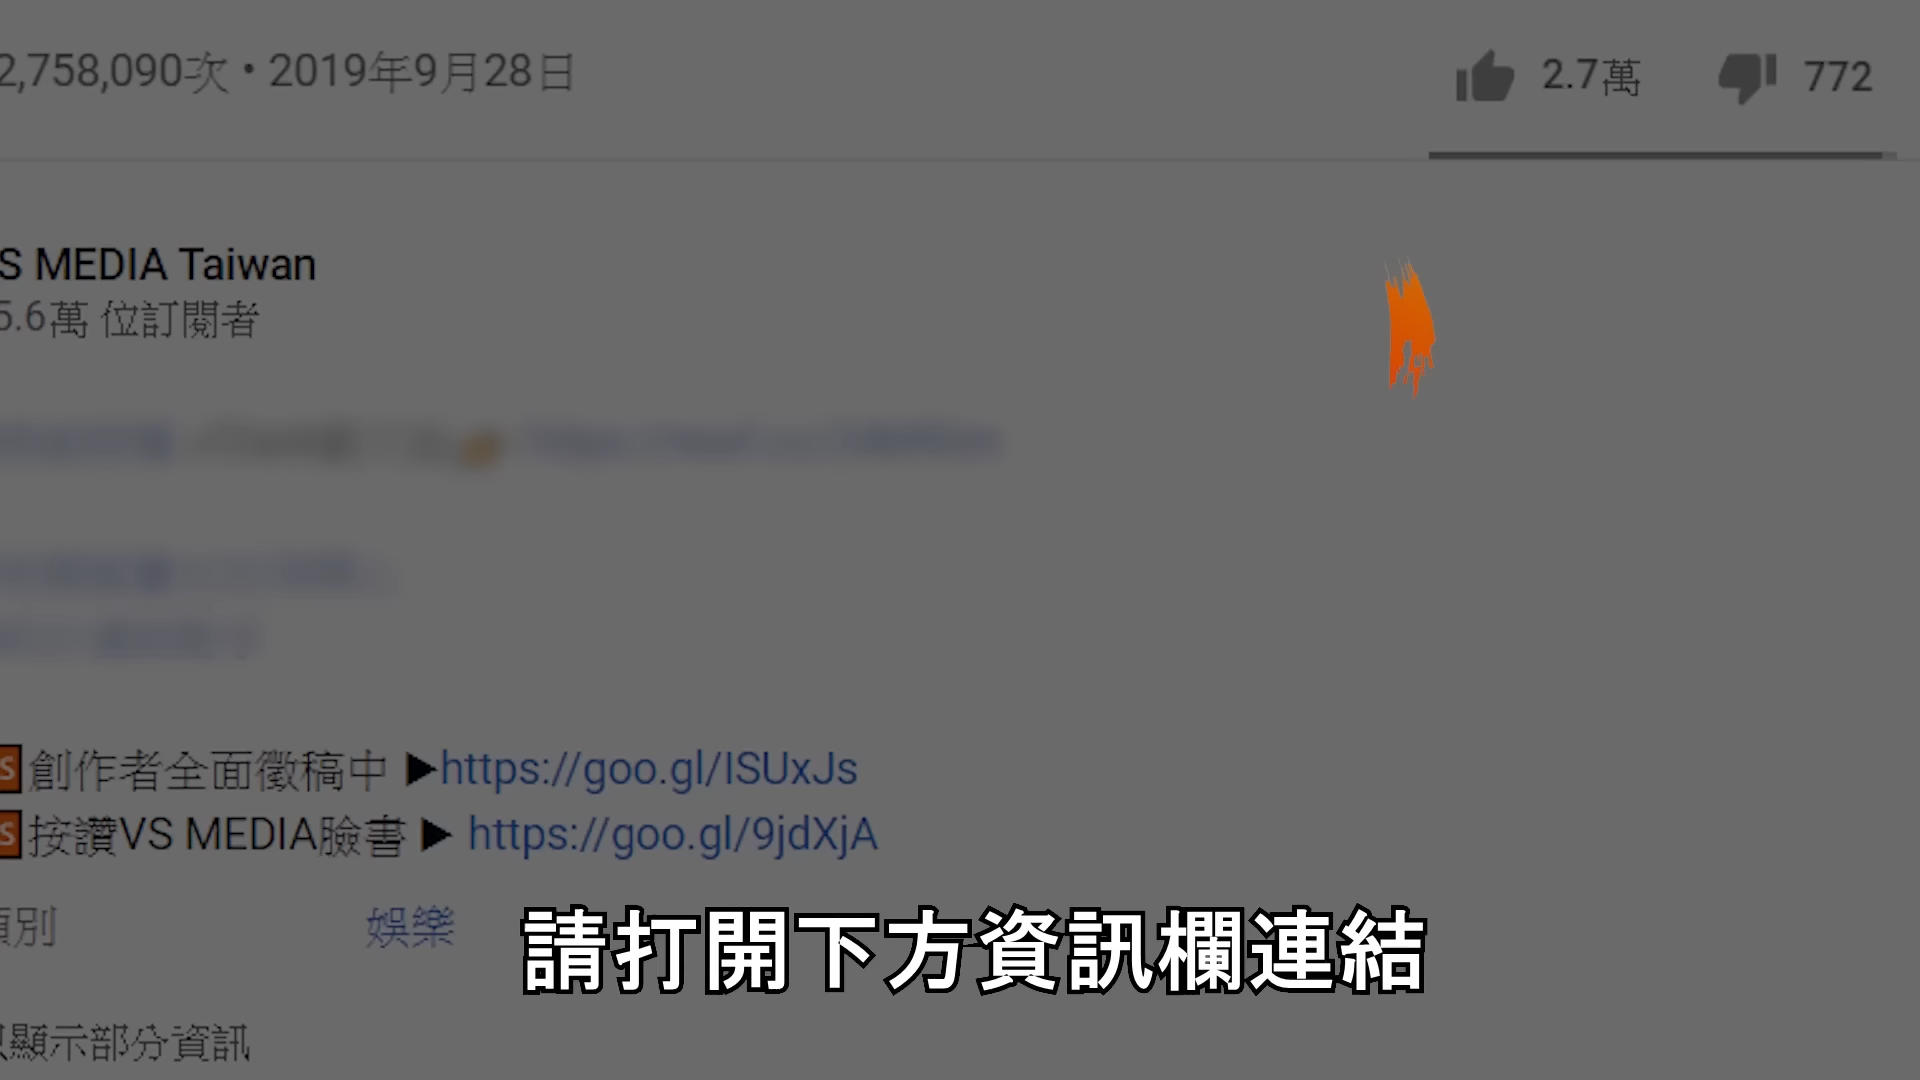 2,758,090次 • 2019年9月28日
2.7萬
772
S MEDIA Taiwan
5.6萬 位訂閱者
S創作者全面徵稿中 ▶https://goo.gl/ISUxJs
S按讚VS MEDIA臉書 ▶ https://goo.gl/9jdXjA
類別 娛樂
請打開下方資訊欄連結
只顯示部分資訊